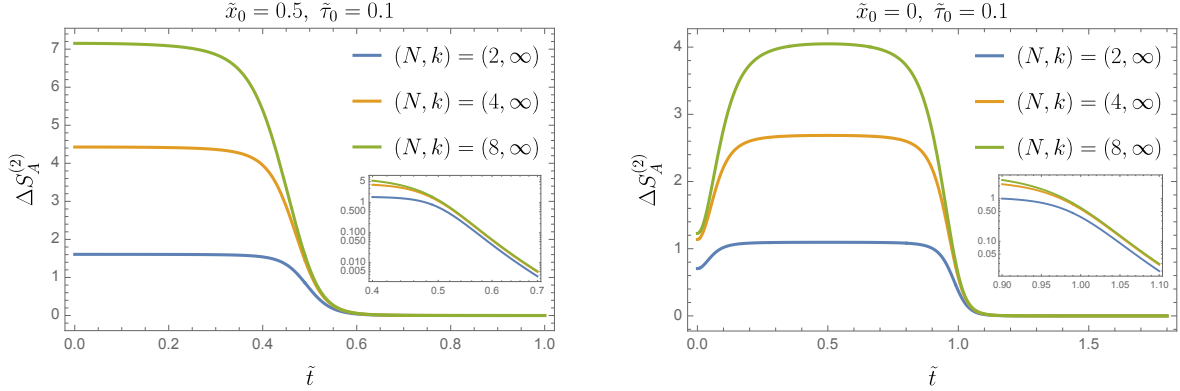 x̃₀ = 0.5, τ̃₀ = 0.1
7
6
5
4
3
2
1
0
ΔS_A^(2)
(N, k) = (2, ∞)
(N, k) = (4, ∞)
(N, k) = (8, ∞)
5
1
0.500
0.050
0.010
0.005
0.4 0.5 0.6 0.7
0.0 0.2 0.4 0.6 0.8 1.0
t̃
x̃₀ = 0, τ̃₀ = 0.1
4
3
2
1
0
ΔS_A^(2)
(N, k) = (2, ∞)
(N, k) = (4, ∞)
(N, k) = (8, ∞)
1
0.50
0.10
0.05
0.90 0.95 1.00 1.05 1.10
0.0 0.5 1.0 1.5
t̃